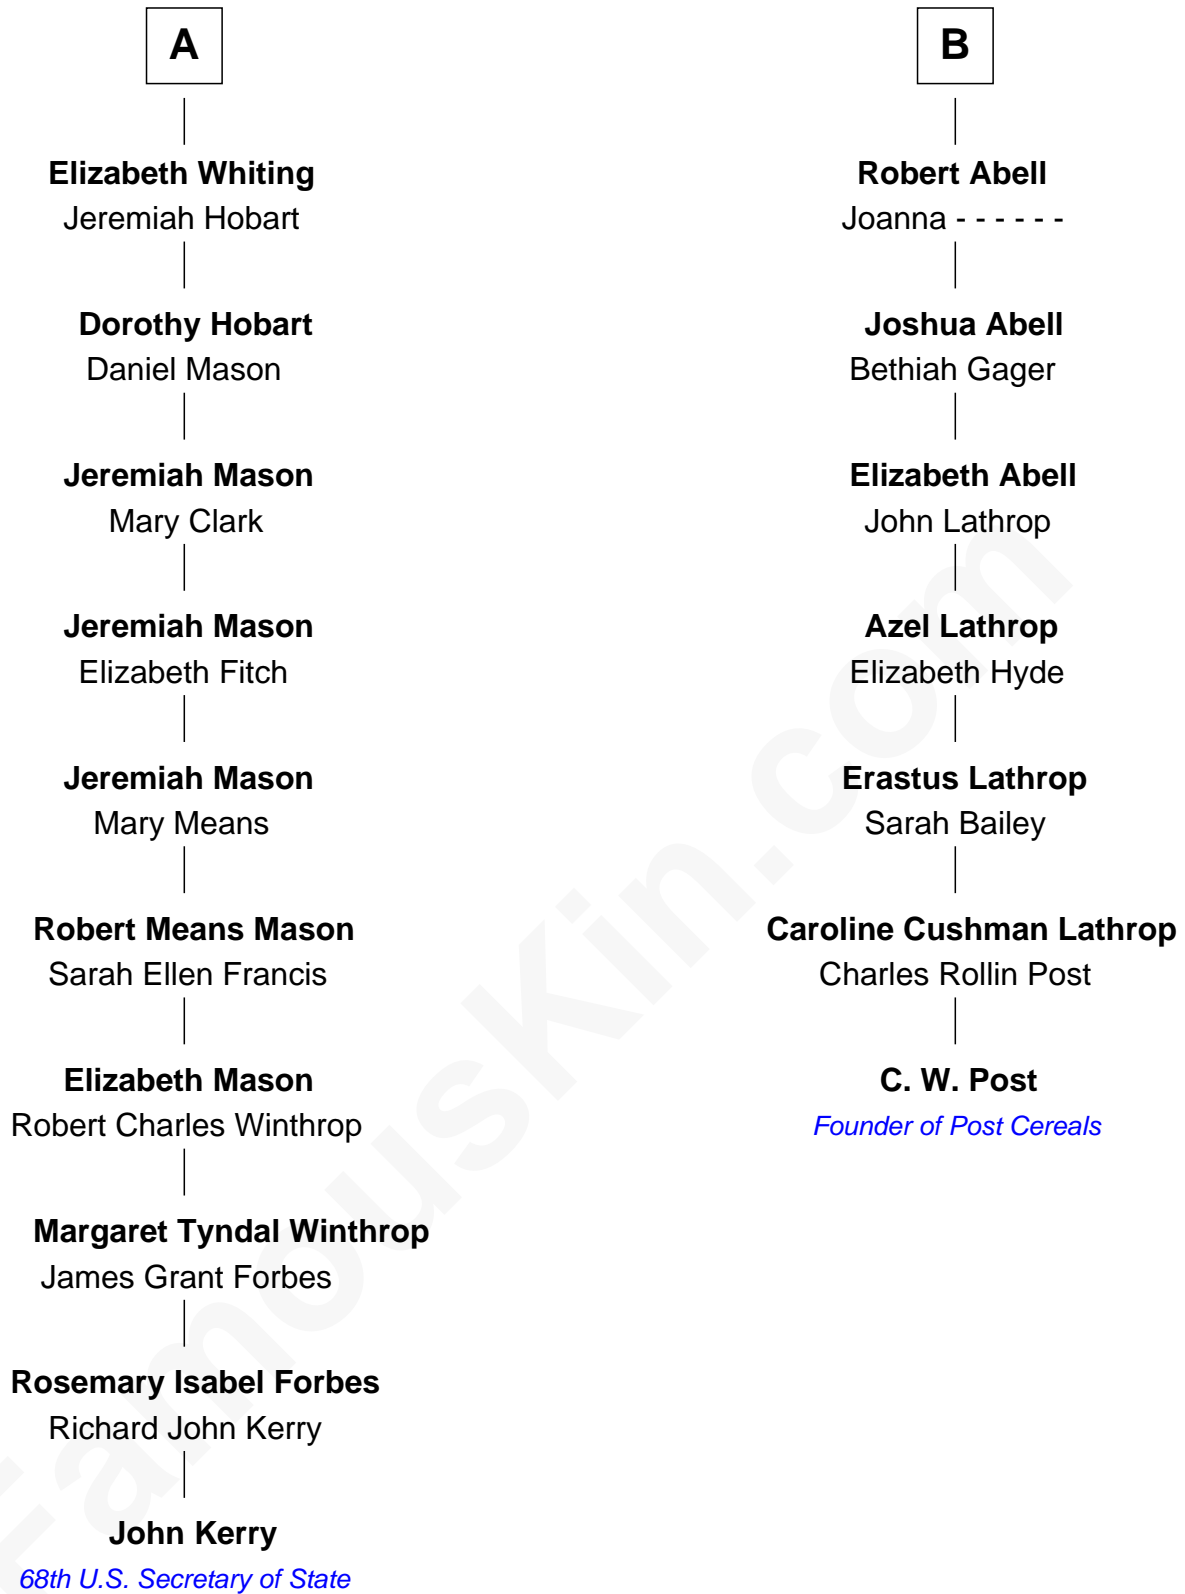 A
Elizabeth Whiting
Jeremiah Hobart
Dorothy Hobart
Daniel Mason
Jeremiah Mason
Mary Clark
Jeremiah Mason
Elizabeth Fitch
Jeremiah Mason
Mary Means
Robert Means Mason
Sarah Ellen Francis
Elizabeth Mason
Robert Charles Winthrop
Margaret Tyndal Winthrop
James Grant Forbes
Rosemary Isabel Forbes
Richard John Kerry
John Kerry
68th U.S. Secretary of State
B
Robert Abell
Joanna - - - - - -
Joshua Abell
Bethiah Gager
Elizabeth Abell
John Lathrop
Azel Lathrop
Elizabeth Hyde
Erastus Lathrop
Sarah Bailey
Caroline Cushman Lathrop
Charles Rollin Post
C. W. Post
Founder of Post Cereals
FamousKin.com